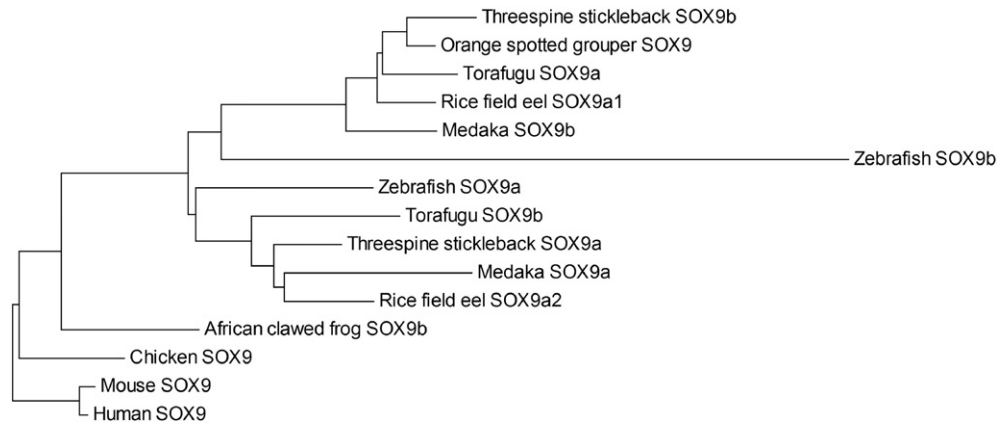 Threespine stickleback SOX9b
Orange spotted grouper SOX9
Torafugu SOX9a
Rice field eel SOX9a1
Medaka SOX9b
Zebrafish SOX9b
Zebrafish SOX9a
Torafugu SOX9b
Threespine stickleback SOX9a
Medaka SOX9a
Rice field eel SOX9a2
African clawed frog SOX9b
Chicken SOX9
Mouse SOX9
Human SOX9